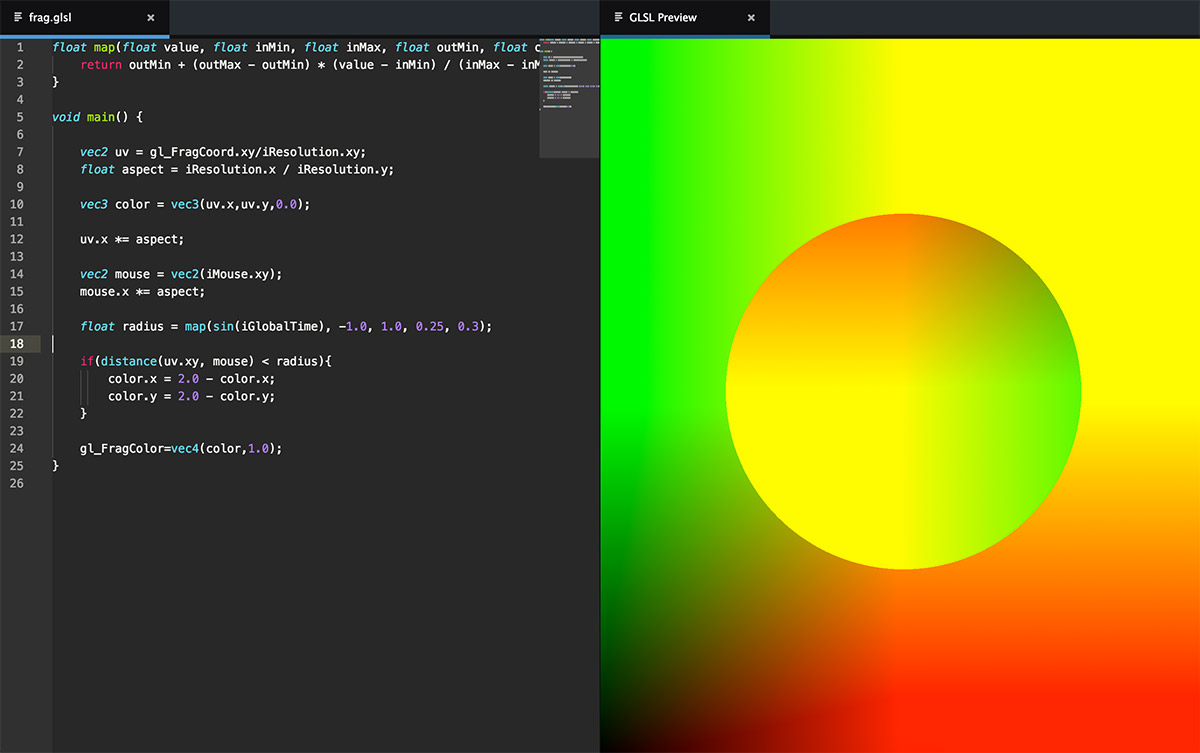 frag.glsl
GLSL Preview
1 float map(float value, float inMin, float inMax, float outMin, float
2 return outMin + (outMax - outMin) * (value - inMin) / (inMax -
3 }
4
5 void main() {
6
7 vec2 uv = gl_FragCoord.xy/iResolution.xy;
8 float aspect = iResolution.x / iResolution.y;
9
10 vec3 color = vec3(uv.x,uv.y,0.0);
11
12 uv.x *= aspect;
13
14 vec2 mouse = vec2(iMouse.xy);
15 mouse.x *= aspect;
16
17 float radius = map(sin(iGlobalTime), -1.0, 1.0, 0.25, 0.3);
18
19 if(distance(uv.xy, mouse) < radius){
20 color.x = 2.0 - color.x;
21 color.y = 2.0 - color.y;
22 }
23
24 gl_FragColor=vec4(color,1.0);
25 }
26